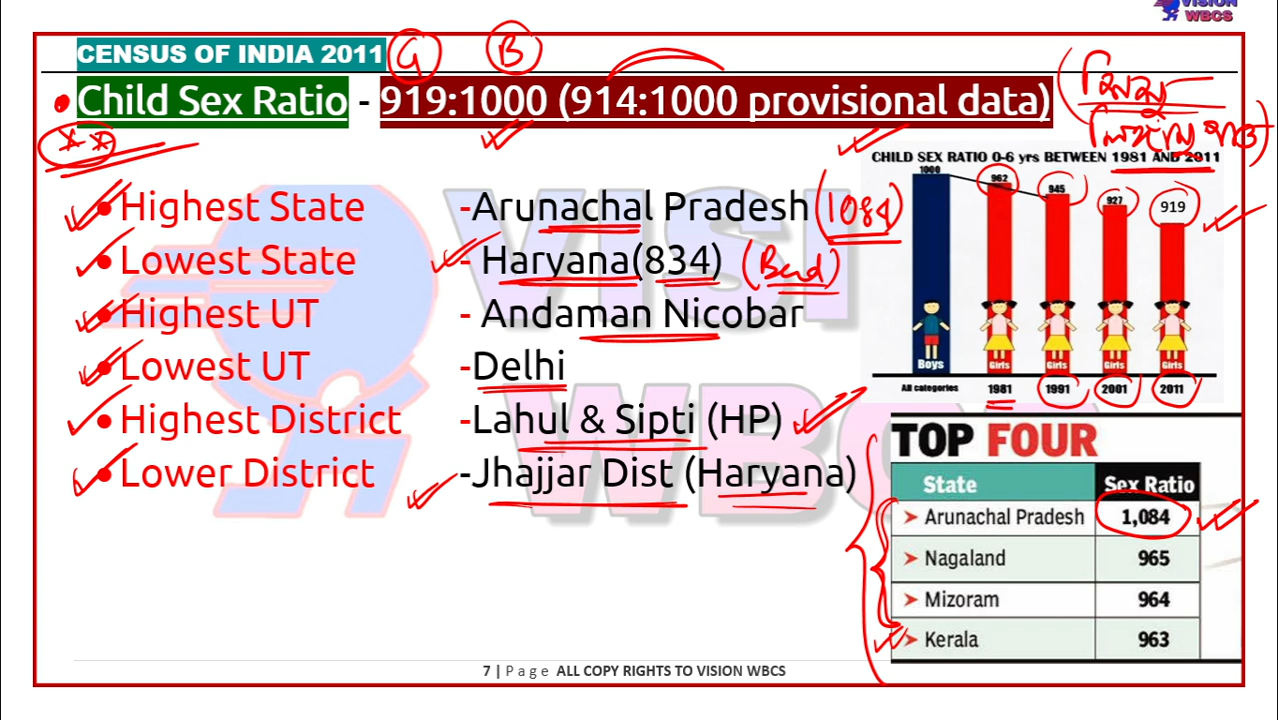 VISION
WBCS
CENSUS OF INDIA 2011
G
B
Child Sex Ratio - 919:1000 (914:1000 provisional data)
CHILD SEX RATIO 0-6 yrs BETWEEN 1981 AND 2011
1000
962
945
927
919
Highest State -Arunachal Pradesh (1084)
Lowest State - Haryana(834)
Highest UT - Andaman Nicobar
Lowest UT -Delhi
Highest District -Lahul & Sipti (HP)
Lower District -Jhajjar Dist (Haryana)
Boys Girls Girls Girls Girls
All categories 1981 1991 2001 2011
TOP FOUR
State Sex Ratio
Arunachal Pradesh 1,084
Nagaland 965
Mizoram 964
Kerala 963
7 | Page ALL COPY RIGHTS TO VISION WBCS